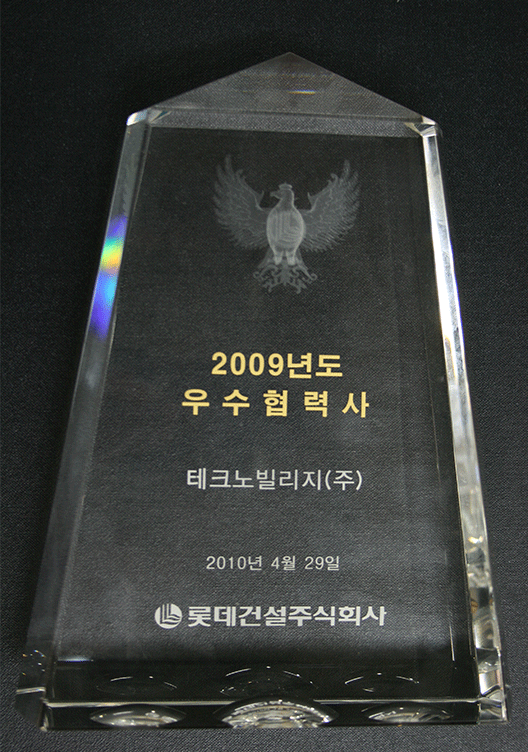 2009년도
우수협력사
테크노빌리지(주)
2010년 4월 29일
롯데건설주식회사